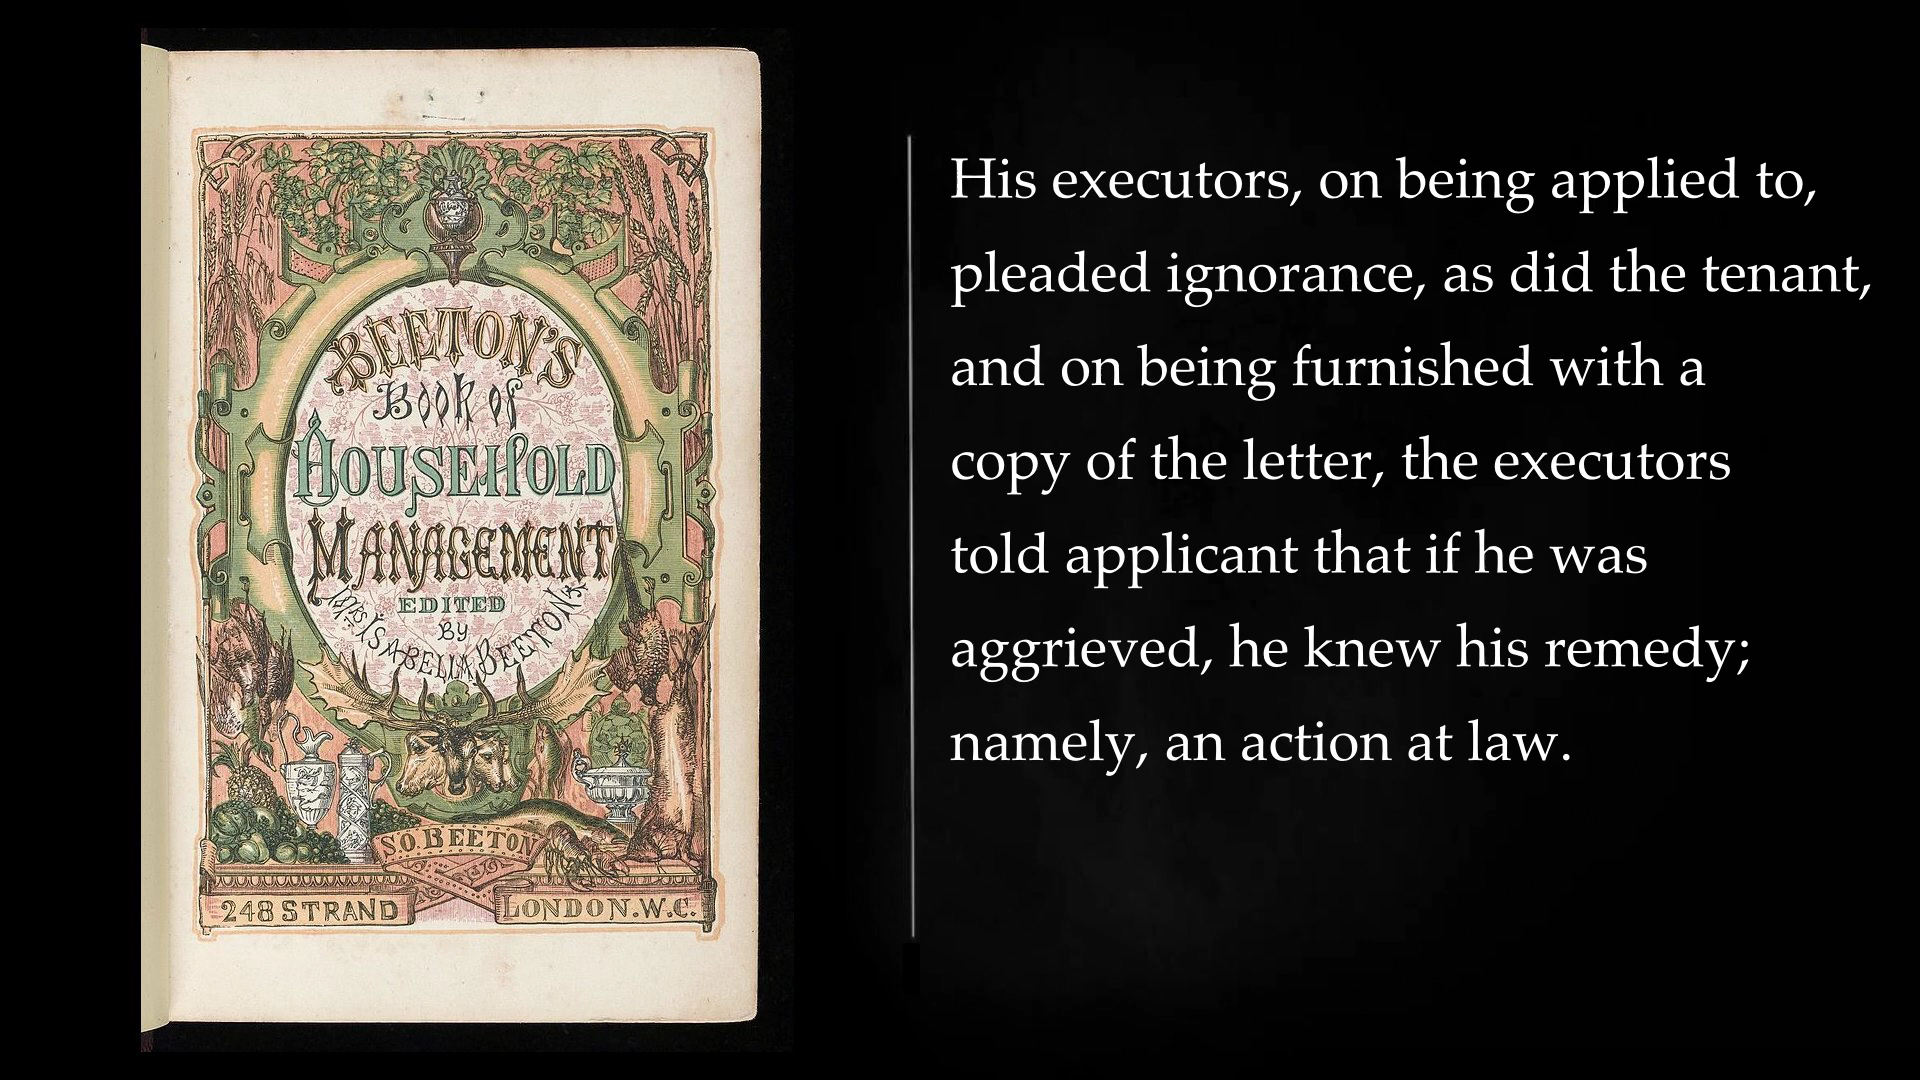 BEETON'S
Book of
HOUSEHOLD
MANAGEMENT
EDITED
BY
MRS ISABELLA BEETON
S.O. BEETON
248 STRAND
LONDON. W.C.
His executors, on being applied to,
pleaded ignorance, as did the tenant,
and on being furnished with a
copy of the letter, the executors
told applicant that if he was
aggrieved, he knew his remedy;
namely, an action at law.